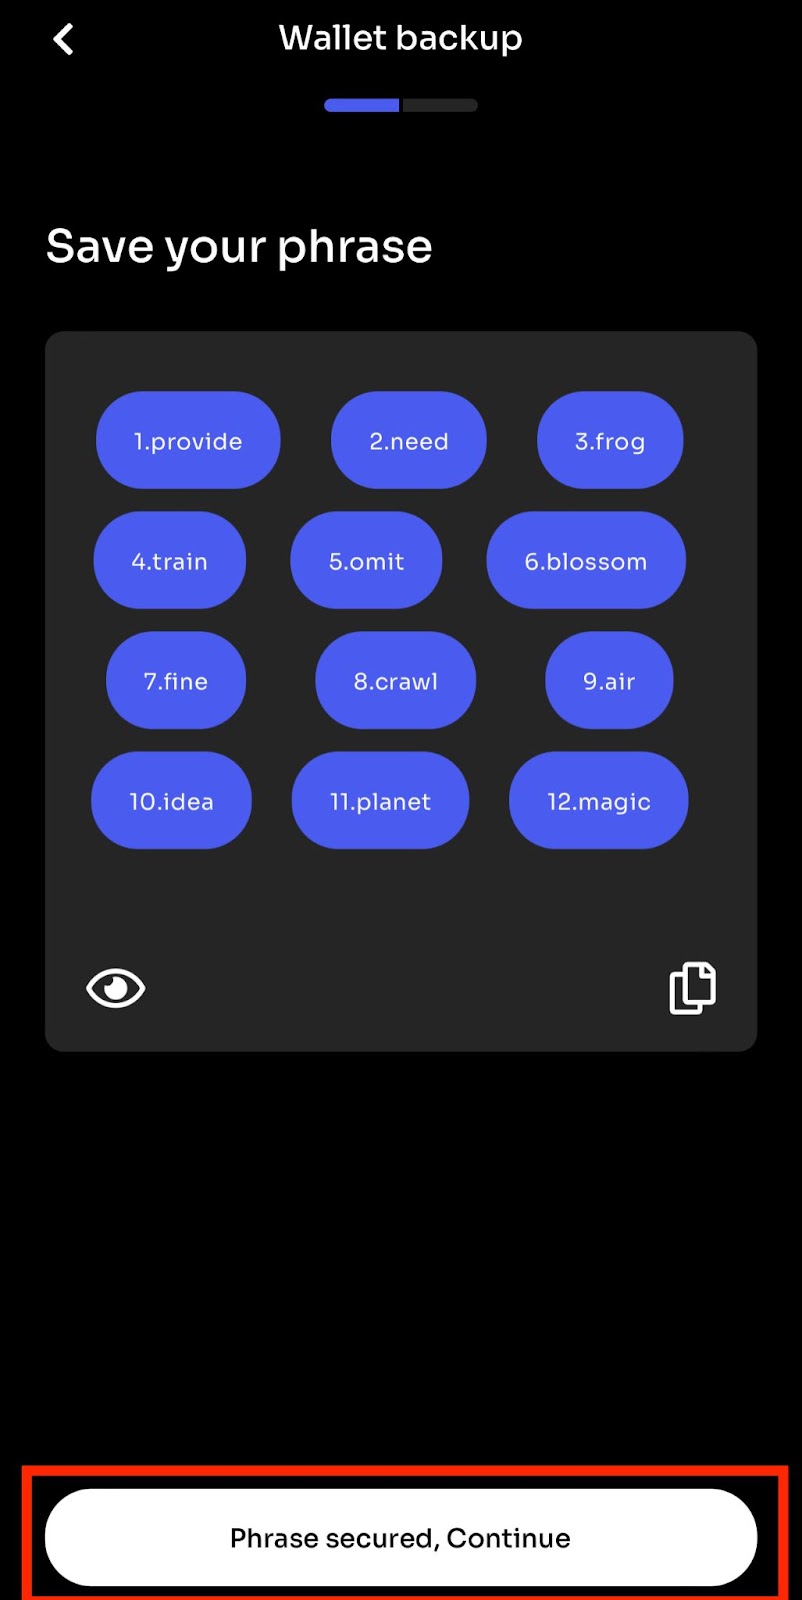 Wallet backup
Save your phrase
1.provide 2.need 3.frog
4.train 5.omit 6.blossom
7.fine 8.crawl 9.air
10.idea 11.planet 12.magic
Phrase secured, Continue